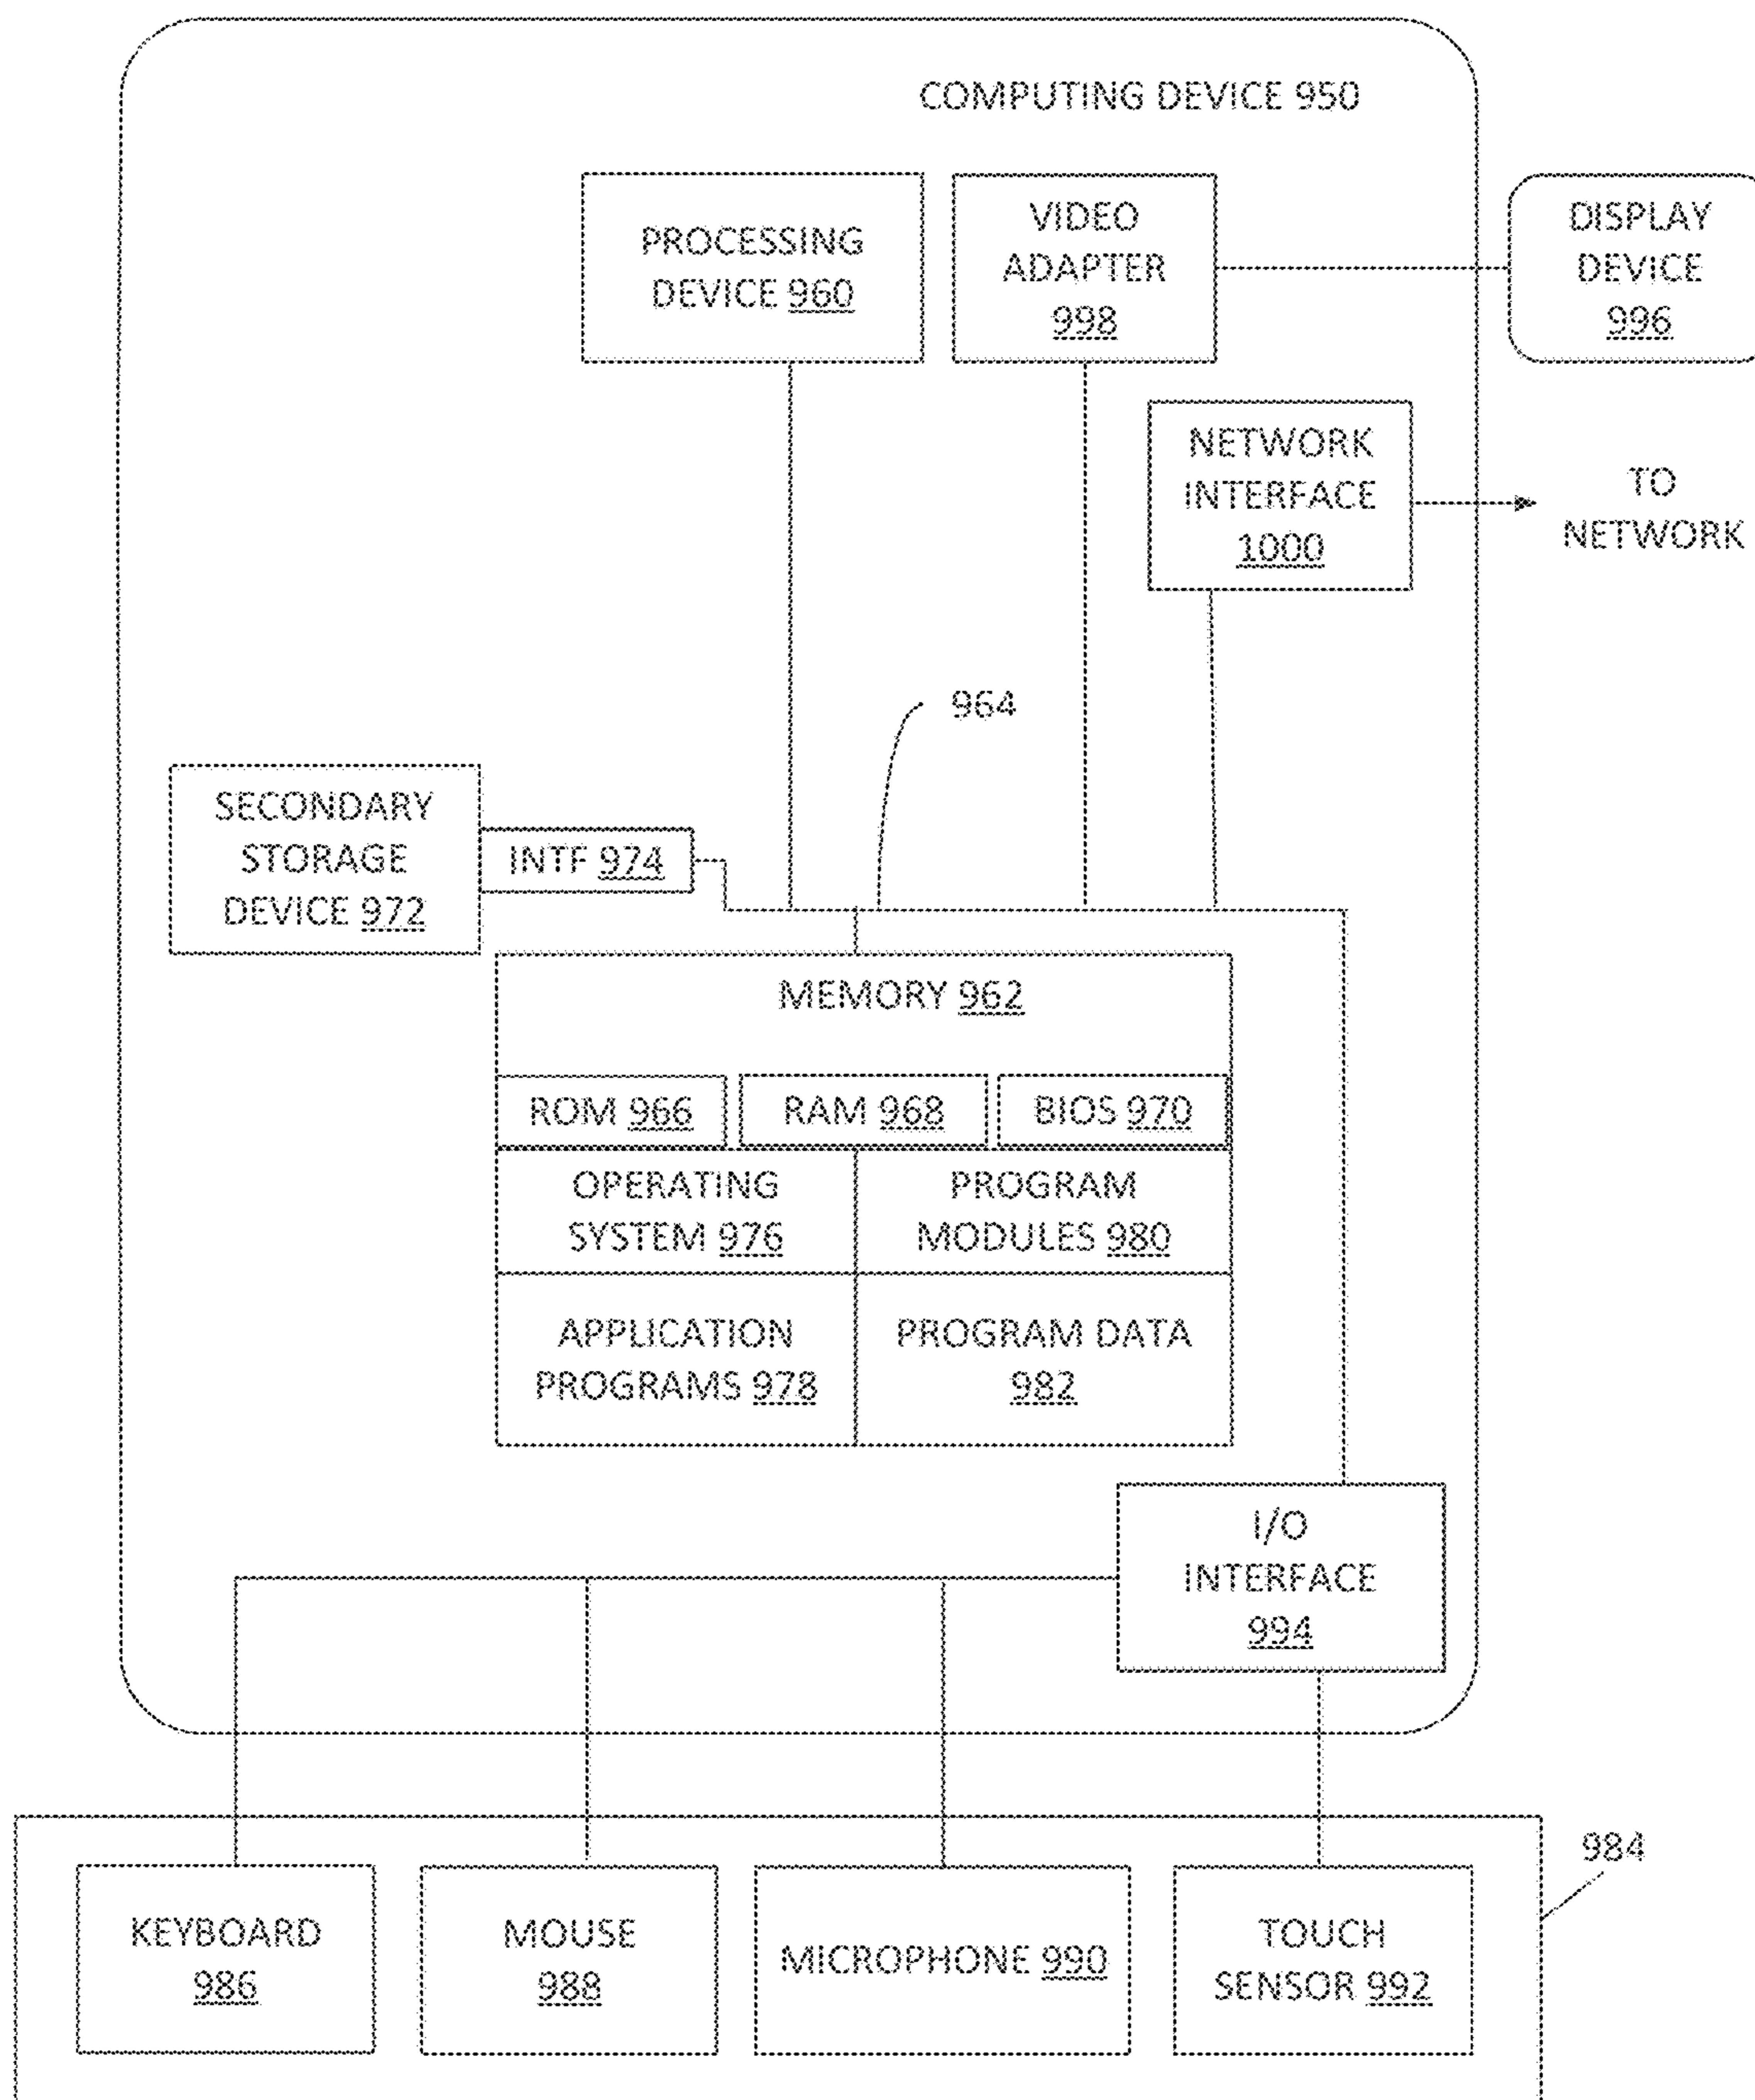 COMPUTING DEVICE 950
PROCESSING
DEVICE 960
VIDEO
ADAPTER
998
DISPLAY
DEVICE
996
NETWORK
INTERFACE
1000
TO
NETWORK
964
SECONDARY
STORAGE
DEVICE 972
INTF 974
MEMORY 962
ROM 966
RAM 968
BIOS 970
OPERATING
SYSTEM 976
PROGRAM
MODULES 980
APPLICATION
PROGRAMS 978
PROGRAM DATA
982
I/O
INTERFACE
994
984
KEYBOARD
986
MOUSE
988
MICROPHONE 990
TOUCH
SENSOR 992